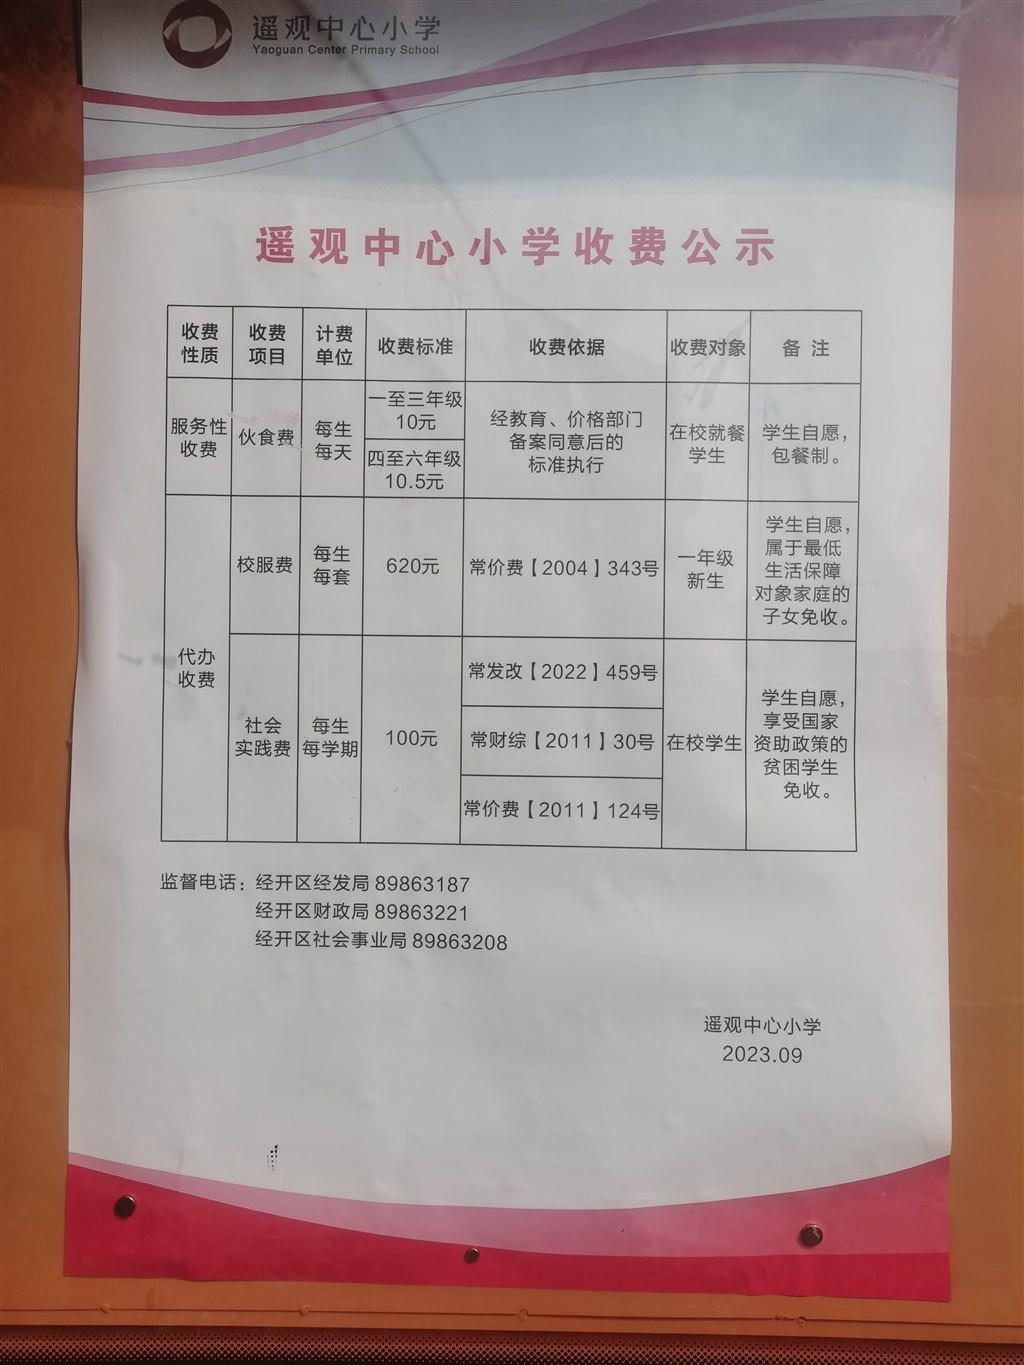 遥观中心小学
Yaoguan Center Primary School
遥观中心小学收费公示
收费
性质
收费
项目
计费
单位
收费标准
收费依据
收费对象
备 注
服务性
收费
伙食费
每生
每天
一至三年级
10元
四至六年级
10.5元
经教育、价格部门
备案同意后的
标准执行
在校就餐
学生
学生自愿，
包餐制。
代办
收费
校服费
每生
每套
620元
常价费【2004】343号
一年级
新生
学生自愿，
属于最低
生活保障
对象家庭的
子女免收。
社会
实践费
每生
每学期
100元
常发改【2022】459号
常财综【2011】30号
常价费【2011】124号
在校学生
学生自愿，
享受国家
资助政策的
贫困学生
免收。
监督电话：经开区经发局 89863187
经开区财政局 89863221
经开区社会事业局 89863208
遥观中心小学
2023.09